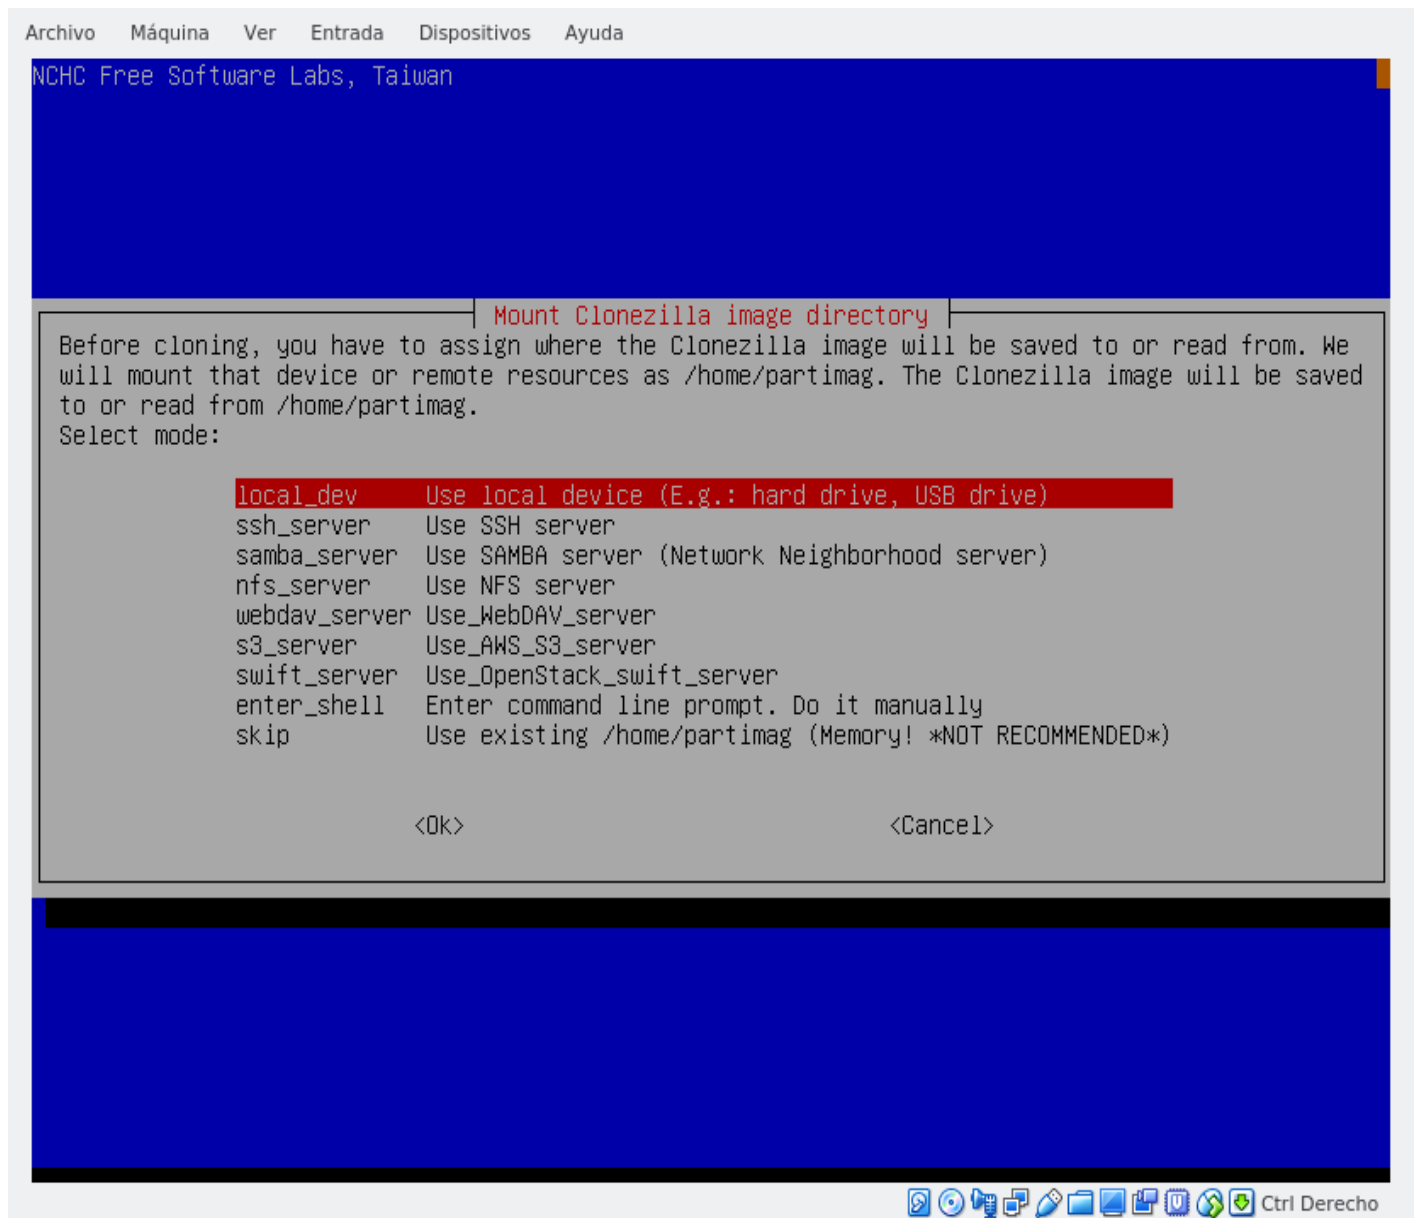 Archivo Máquina Ver Entrada Dispositivos Ayuda
NCHC Free Software Labs, Taiwan
Mount Clonezilla image directory
Before cloning, you have to assign where the Clonezilla image will be saved to or read from. We
will mount that device or remote resources as /home/partimag. The Clonezilla image will be saved
to or read from /home/partimag.
Select mode:
local_dev Use local device (E.g.: hard drive, USB drive)
ssh_server Use SSH server
samba_server Use SAMBA server (Network Neighborhood server)
nfs_server Use NFS server
webdav_server Use_WebDAV_server
s3_server Use_AWS_S3_server
swift_server Use_OpenStack_swift_server
enter_shell Enter command line prompt. Do it manually
skip Use existing /home/partimag (Memory! *NOT RECOMMENDED*)
<Ok> <Cancel>
Ctrl Derecho